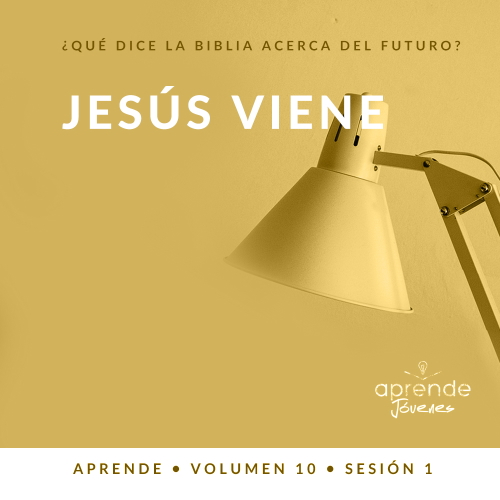 ¿QUÉ DICE LA BIBLIA ACERCA DEL FUTURO?
JESÚS VIENE
aprende
Jóvenes
APRENDE • VOLUMEN 10 • SESIÓN 1